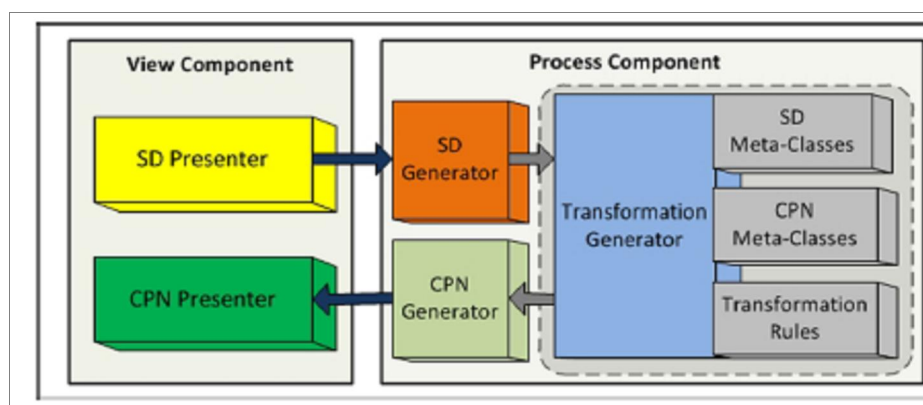 View Component
Process Component
SD Presenter
SD
Generator
Transformation
Generator
SD
Meta-Classes
CPN
Meta-Classes
Transformation
Rules
CPN Presenter
CPN
Generator